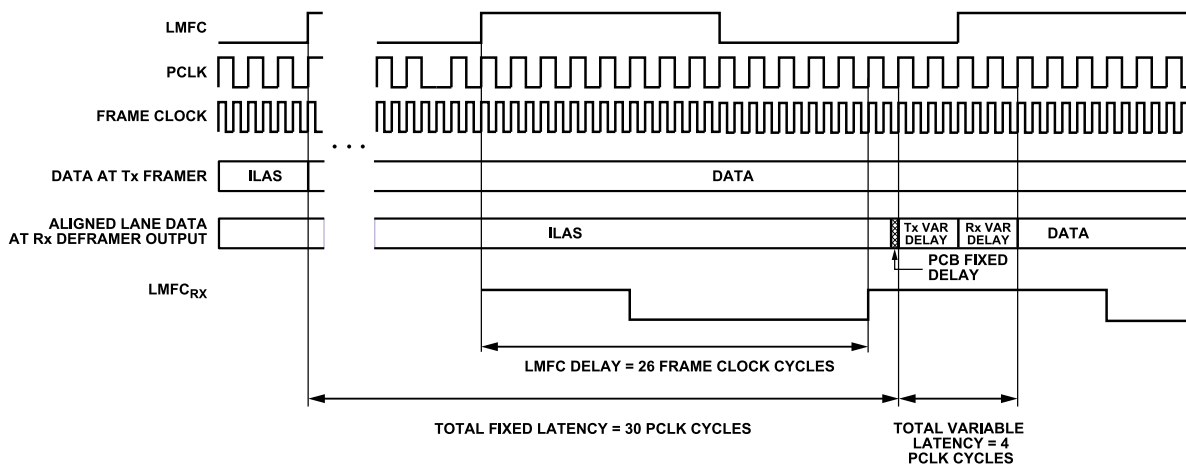 LMFC
PCLK
FRAME CLOCK
. . .
DATA AT Tx FRAMER
ILAS
DATA
ALIGNED LANE DATA
AT Rx DEFRAMER OUTPUT
ILAS
Tx VAR
DELAY
Rx VAR
DELAY
DATA
PCB FIXED
DELAY
LMFCRX
LMFC DELAY = 26 FRAME CLOCK CYCLES
TOTAL FIXED LATENCY = 30 PCLK CYCLES
TOTAL VARIABLE
LATENCY = 4
PCLK CYCLES